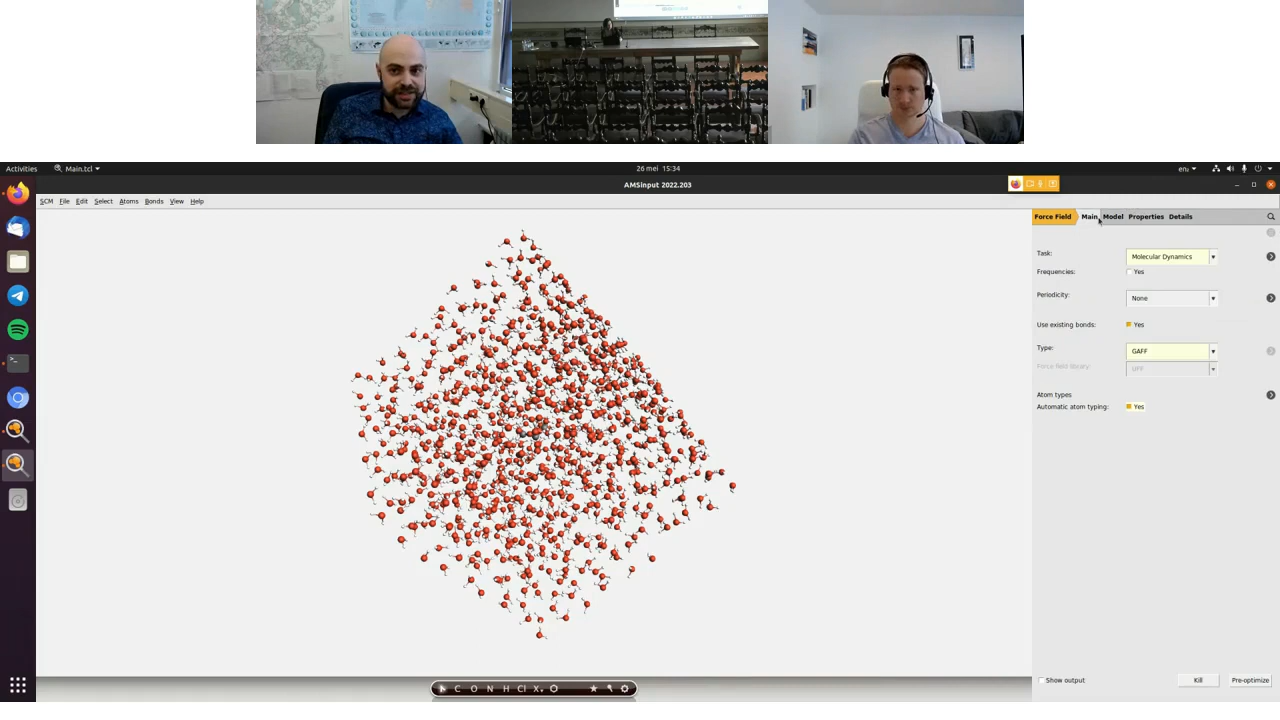 Activities
Main.tcl
26 mei 15:34
en
AMSinput 2022.203
SCM File Edit Select Atoms Bonds View Help
Force Field Main Model Properties Details
Task: Molecular Dynamics
Frequencies: Yes
Periodicity: None
Use existing bonds: Yes
Type: GAFF
Force field library: UFF
Atom types
Automatic atom typing: Yes
C O N H Cl X
Show output Kill Pre-optimize